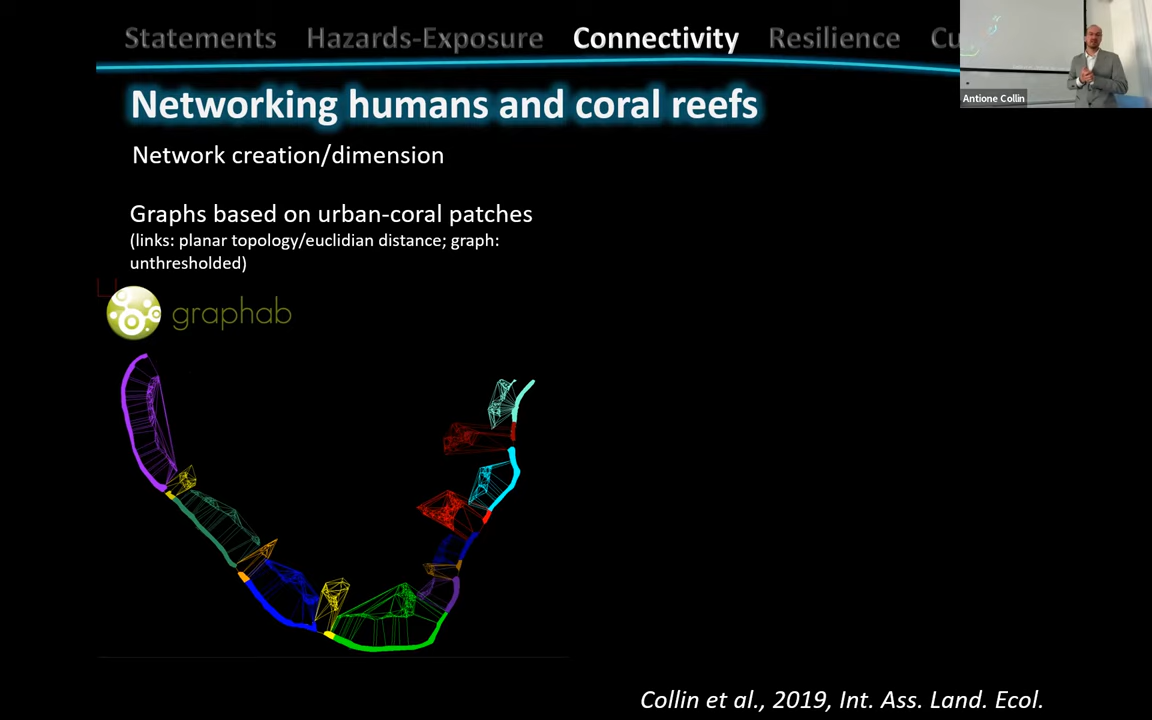 Statements Hazards-Exposure Connectivity Resilience Cu
Antione Collin
Networking humans and coral reefs
Network creation/dimension
Graphs based on urban-coral patches
(links: planar topology/euclidian distance; graph:
unthresholded)
graphab
Collin et al., 2019, Int. Ass. Land. Ecol.